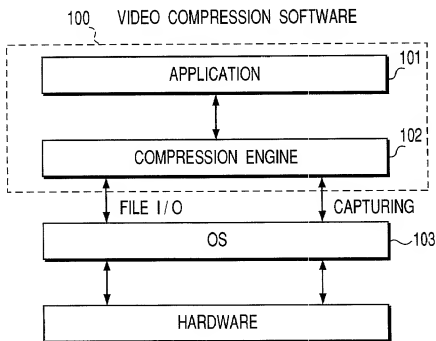 100 VIDEO COMPRESSION SOFTWARE
APPLICATION
101
COMPRESSION ENGINE
102
FILE I/O
CAPTURING
OS
103
HARDWARE